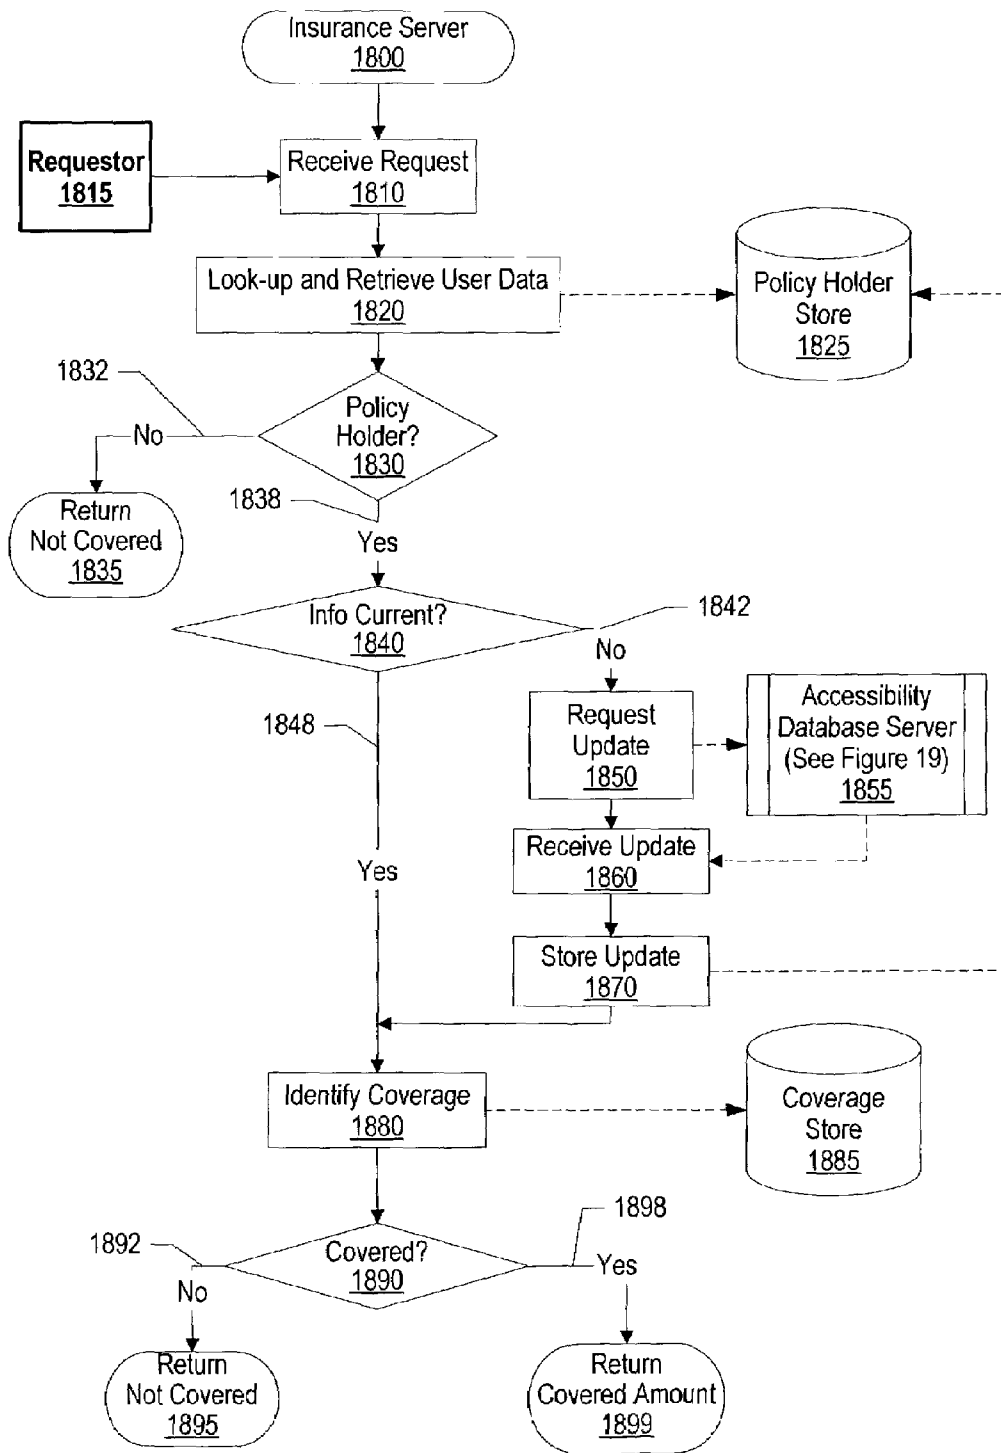 Insurance Server
1800
Requestor
1815
Receive Request
1810
Look-up and Retrieve User Data
1820
Policy Holder
Store
1825
1832
Policy
Holder?
1830
No
1838
Return
Not Covered
1835
Yes
Info Current?
1840
1842
No
1848
Request
Update
1850
Accessibility
Database Server
(See Figure 19)
1855
Receive Update
1860
Yes
Store Update
1870
Identify Coverage
1880
Coverage
Store
1885
1892
Covered?
1890
1898
No
Yes
Return
Not Covered
1895
Return
Covered Amount
1899